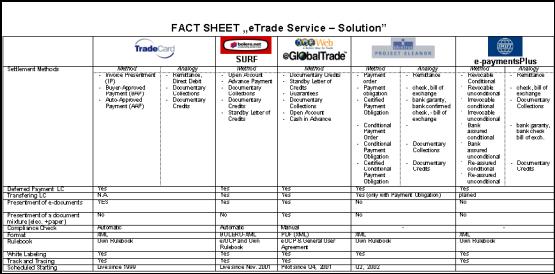 FACT SHEET „eTrade Service – Solution"
TradeCard
bolero.net
SURF
Web
eGlobalTrade
PROJECT ELEANOR
e-paymentsPlus
Settlement Methods
Method Analogy Method Method Method Analogy Method Analogy
- Invoice Presentment (IP)
- Buyer-Approved Payment (BAP)
- Auto-Approved Payment (AAP)
- Remittance, Direct Debit
- Documentary Collections
- Documentary Credits
- Open Account
- Advance Payment
- Documentary Collections
- Documentary Credits
- Standby Letter of Credits
- Documentary Credits
- Standby Letter of Credits
- Guarantees
- Documentary Collections
- Open Account
- Cash in Advance
- Payment order
- Payment obligation
- Certified Payment Obligation
- Conditional Payment Order
- Conditional Payment Obligation
- Certified Conditional Payment Obligation
- Remittance
- check, bill of exchange
- bank garanty, bank confirmed check, - bill of exchange
- Documentary Collections
- Documentary Credits
- Revocable Conditional
- Revocable unconditional
- Irrevocable conditional
- Irrevocable unconditional
- Bank assured conditional
- Bank assured unconditional
- Re-assured conditional
- Re-assured unconditional
- Remittance
- check, bill of exchange
- Documentary Collections
- bank garanty
- bank check, bill of exch.
- Documentary Credits
Deferred Payment LC Yes Yes Yes Yes Yes
Transfering LC N.A. Yes Yes Yes (only with Payment Obligation) planed
Presentment of e-documents YES Yes Yes No No
Presentment of a document mixture (elec. +paper) No No Yes No No
Compliance Check Automatic Automatic Manual - -
Format XML BOLERO-XML PDF (XML) XML XML
Rulebook Own Rulebook eUCP and Own Rulebook eUCP & General User Agreement Own Rulebook Own Rulebook
White Labeling Yes Yes Yes Yes Yes
Track and Tracing Yes Yes Yes Yes Yes
Scheduled Starting Live since 1999 Live since Nov. 2001 Pilot since Q4, 2001 Q2, 2002